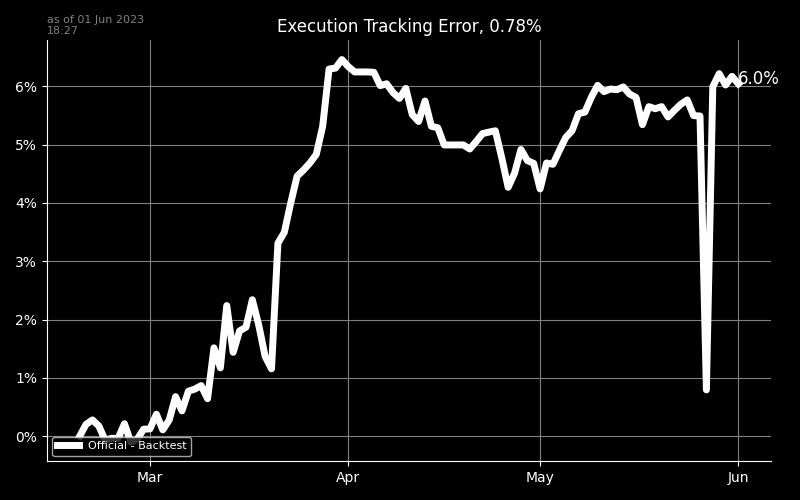 as of 01 Jun 2023
18:27
Execution Tracking Error, 0.78%
6%
5%
4%
3%
2%
1%
0%
6.0%
Official - Backtest
Mar
Apr
May
Jun